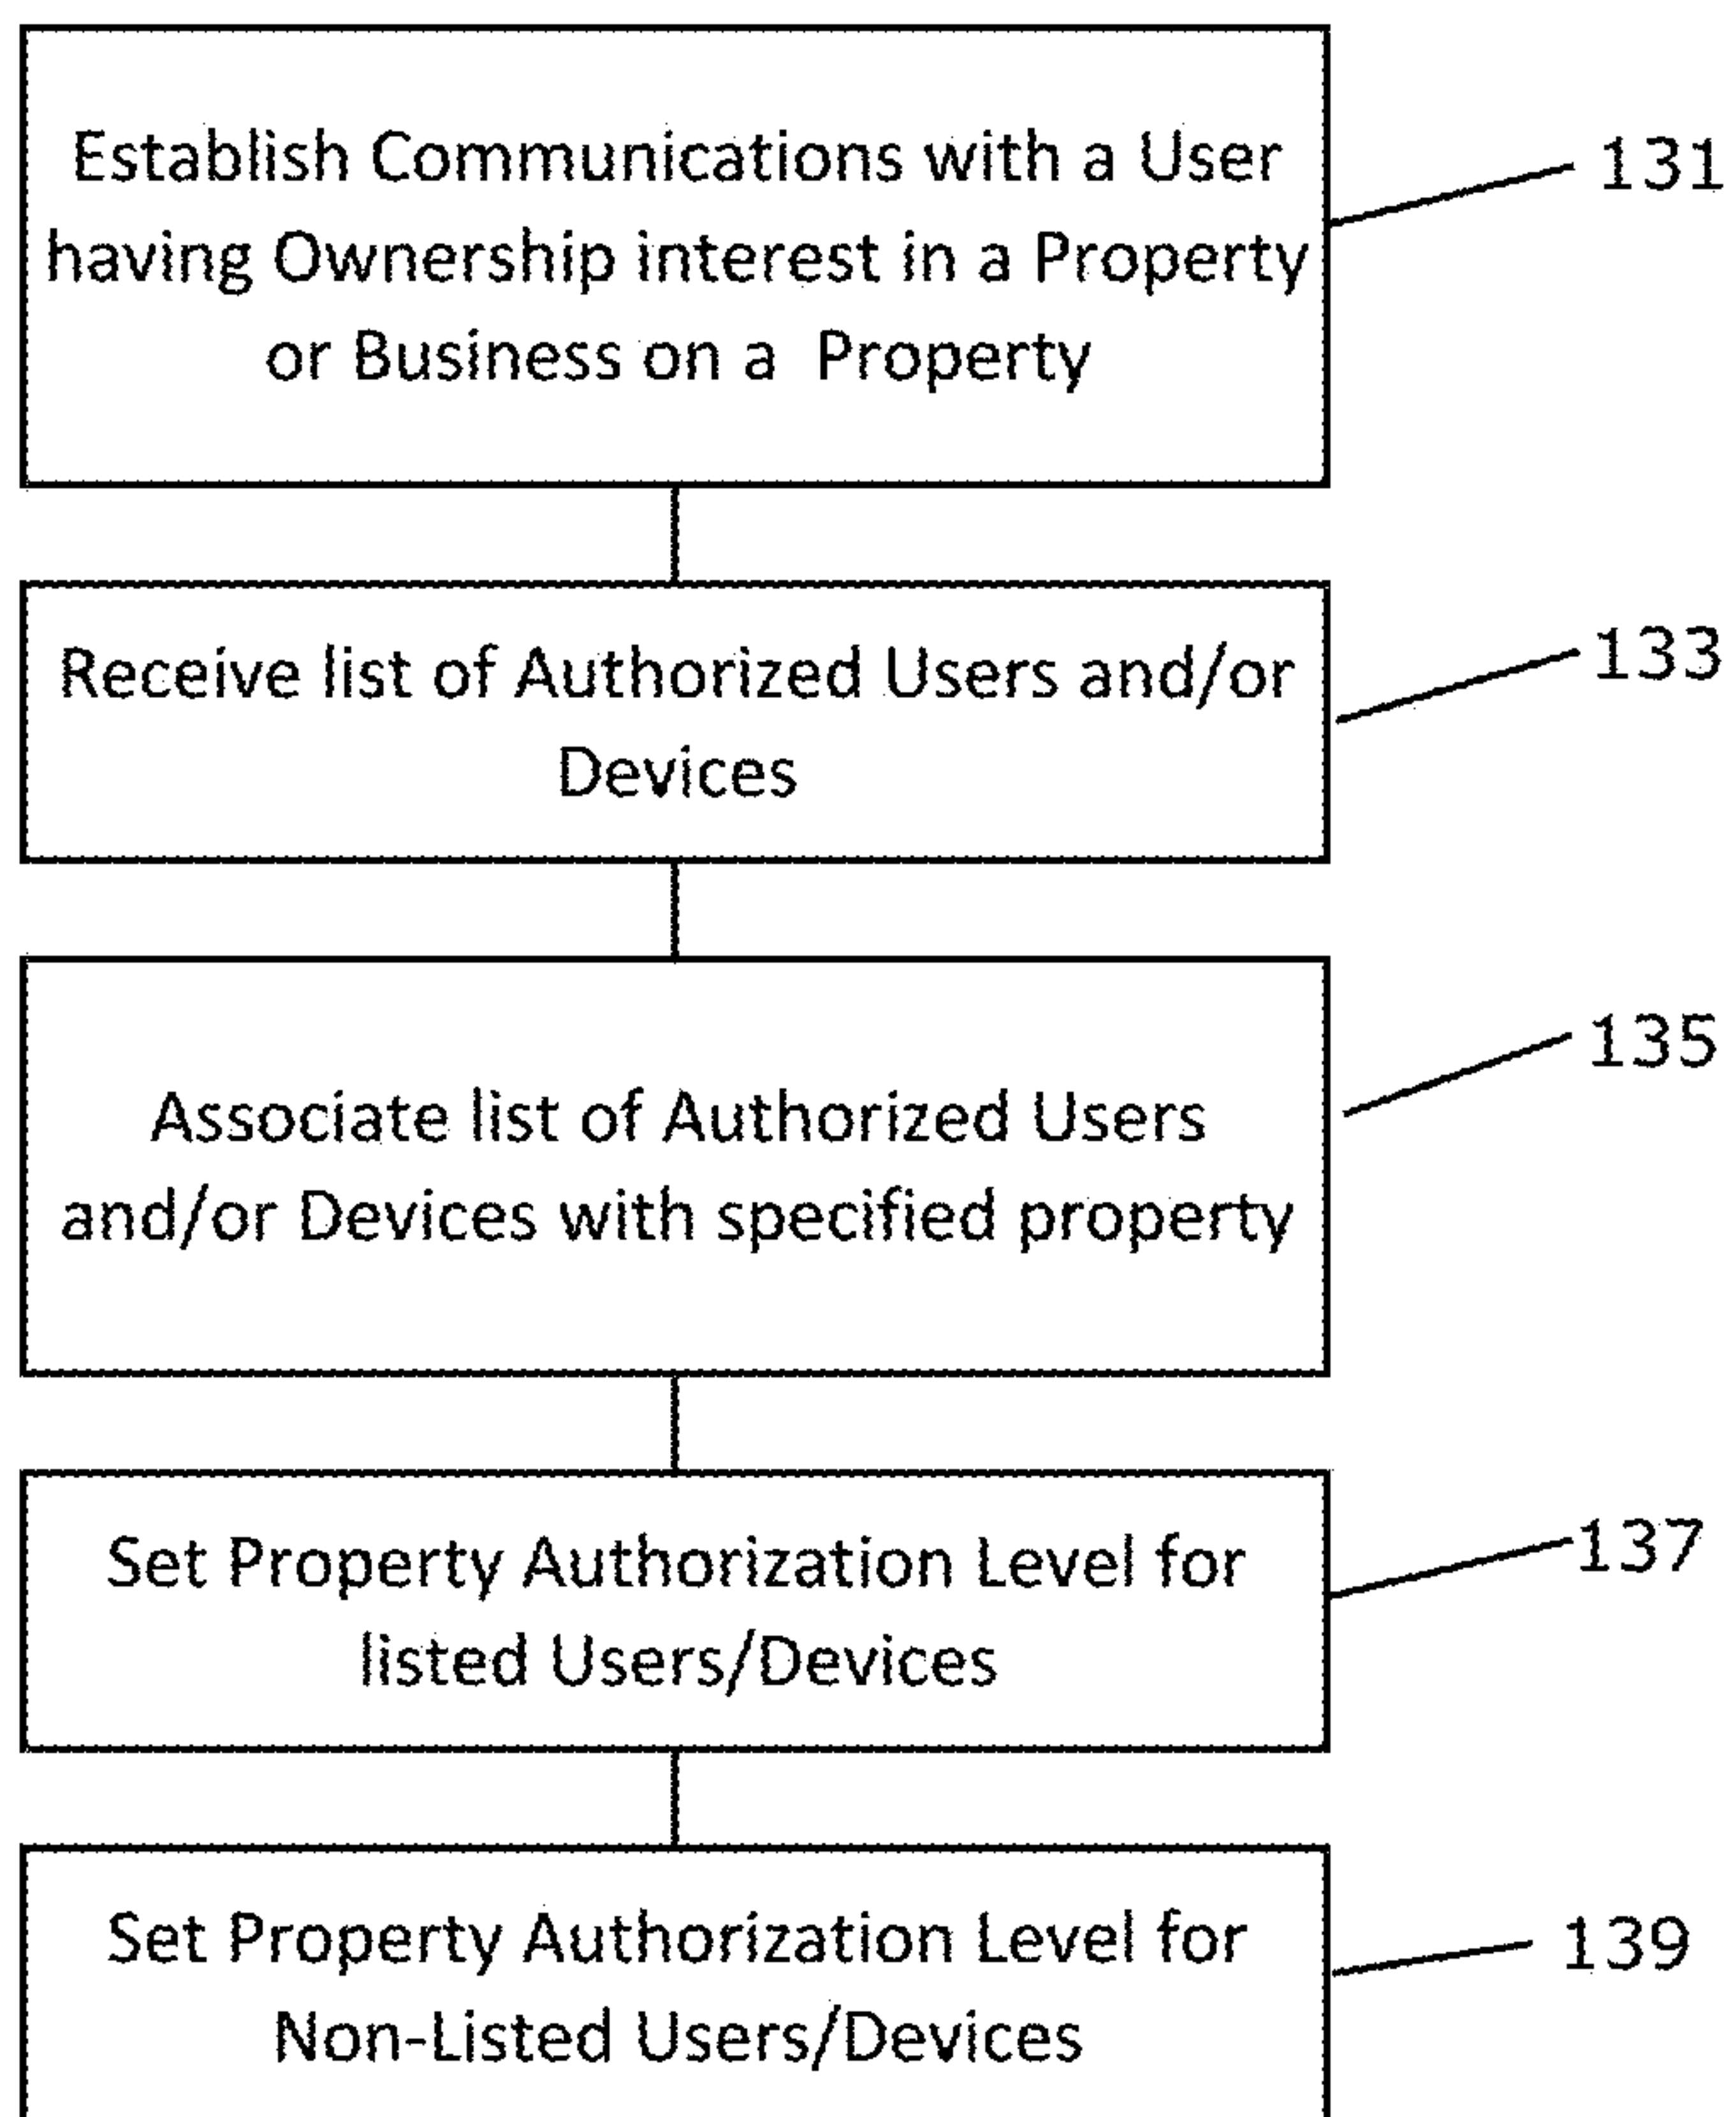 Establish Communications with a User
having Ownership interest in a Property
or Business on a Property
131
Receive list of Authorized Users and/or
Devices
133
Associate list of Authorized Users
and/or Devices with specified property
135
Set Property Authorization Level for
listed Users/Devices
137
Set Property Authorization Level for
Non-Listed Users/Devices
139